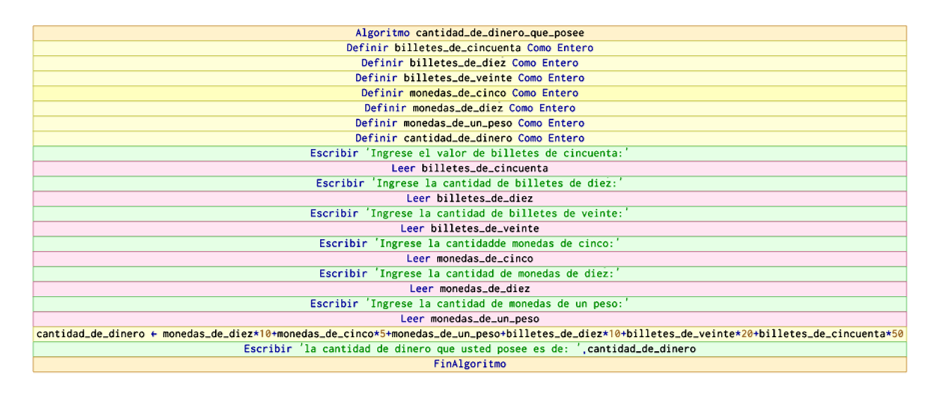 Algoritmo cantidad_de_dinero_que_posee
Definir billetes_de_cincuenta Como Entero
Definir billetes_de_diez Como Entero
Definir billetes_de_veinte Como Entero
Definir monedas_de_cinco Como Entero
Definir monedas_de_diez Como Entero
Definir monedas_de_un_peso Como Entero
Definir cantidad_de_dinero Como Entero
Escribir 'Ingrese el valor de billetes de cincuenta:'
Leer billetes_de_cincuenta
Escribir 'Ingrese la cantidad de billetes de diez:'
Leer billetes_de_diez
Escribir 'Ingrese la cantidad de billetes de veinte:'
Leer billetes_de_veinte
Escribir 'Ingrese la cantidadde monedas de cinco:'
Leer monedas_de_cinco
Escribir 'Ingrese la cantidad de monedas de diez:'
Leer monedas_de_diez
Escribir 'Ingrese la cantidad de monedas de un peso:'
Leer monedas_de_un_peso
cantidad_de_dinero ← monedas_de_diez*10+monedas_de_cinco*5+monedas_de_un_peso+billetes_de_diez*10+billetes_de_veinte*20+billetes_de_cincuenta*50
Escribir 'la cantidad de dinero que usted posee es de: ',cantidad_de_dinero
FinAlgoritmo